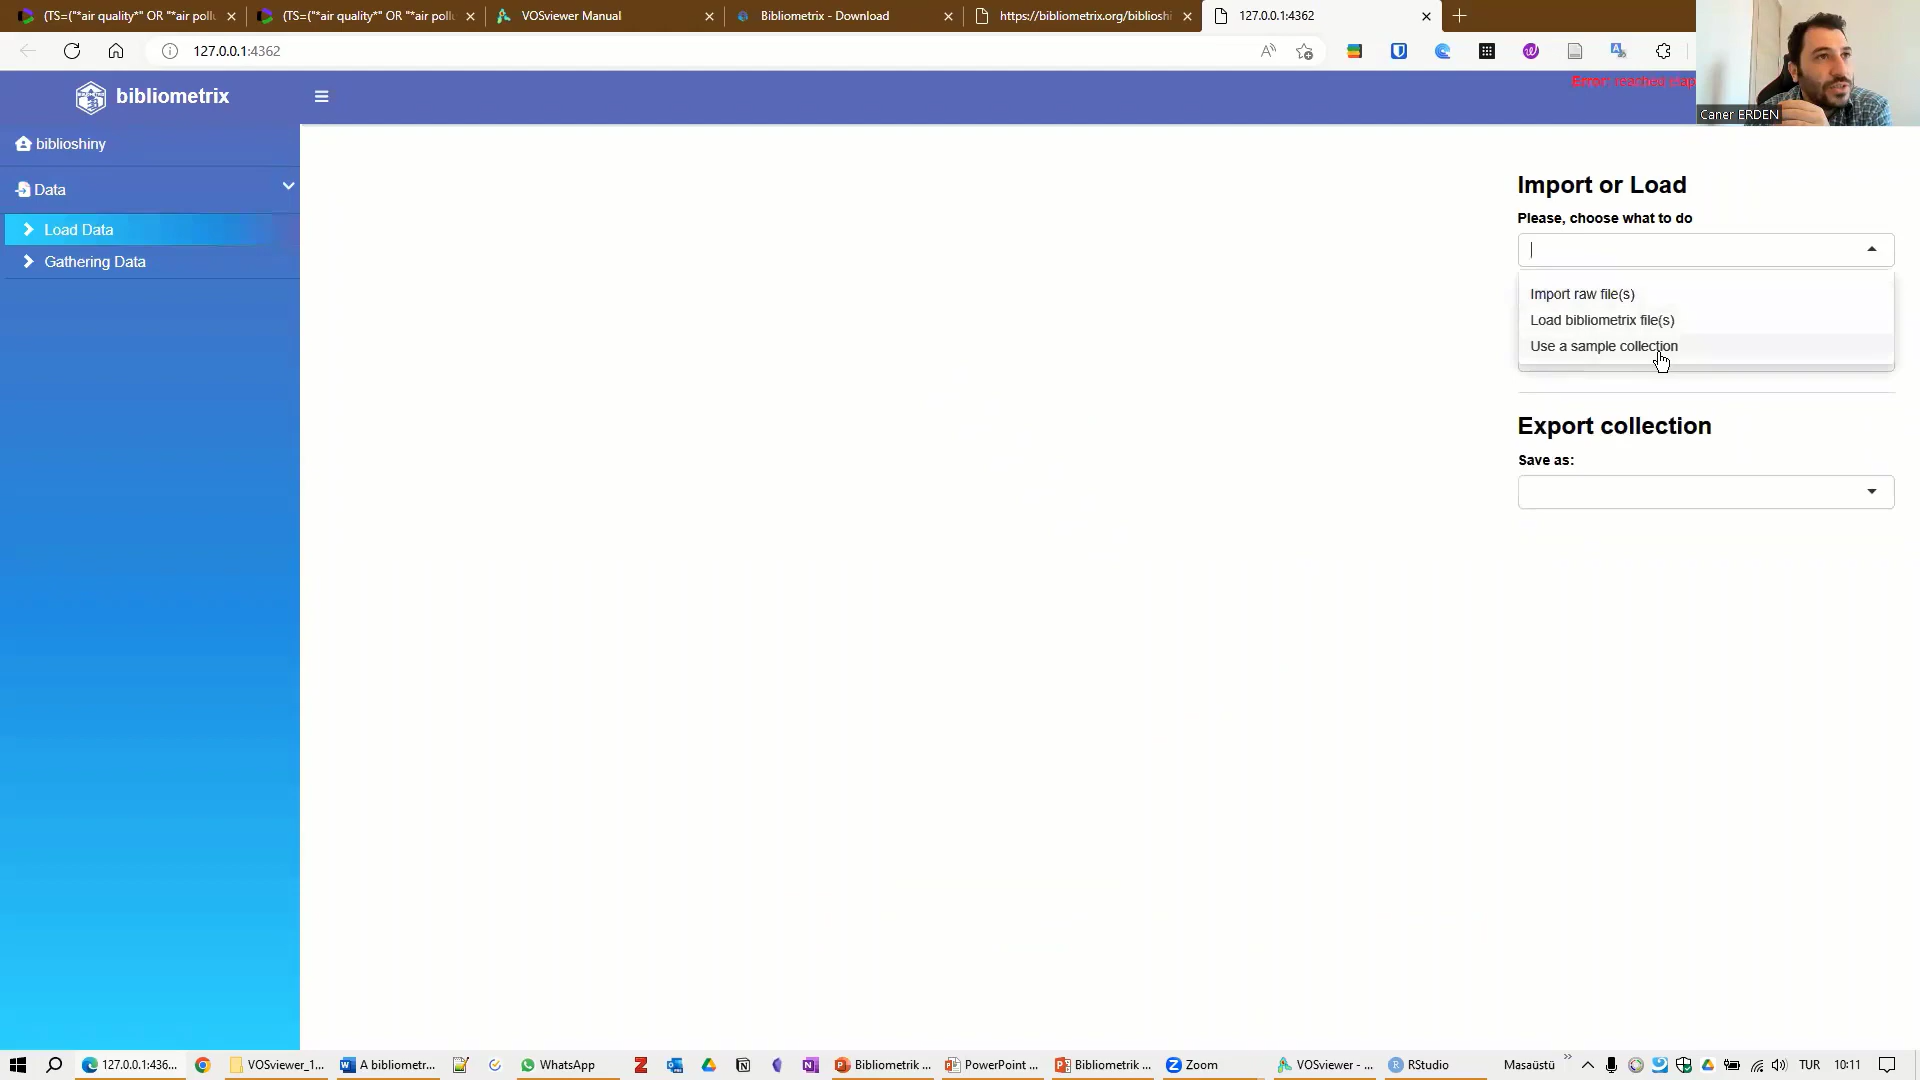 (TS=("*air quality*" OR "*air pollu
(TS=("*air quality*" OR "*air pollu
VOSviewer Manual
Bibliometrix - Download
https://bibliometrix.org/bibliosh
127.0.0.1:4362
127.0.0.1:4362
bibliometrix
Error: reached elap
Caner ERDEN
biblioshiny
Data
Load Data
Gathering Data
Import or Load
Please, choose what to do
Import raw file(s)
Load bibliometrix file(s)
Use a sample collection
Export collection
Save as:
127.0.0.1:436...
VOSviewer_1...
A bibliometr...
WhatsApp
Bibliometrik ...
PowerPoint ...
Bibliometrik ...
Zoom
VOSviewer - ...
RStudio
Masaüstü
TUR
10:11